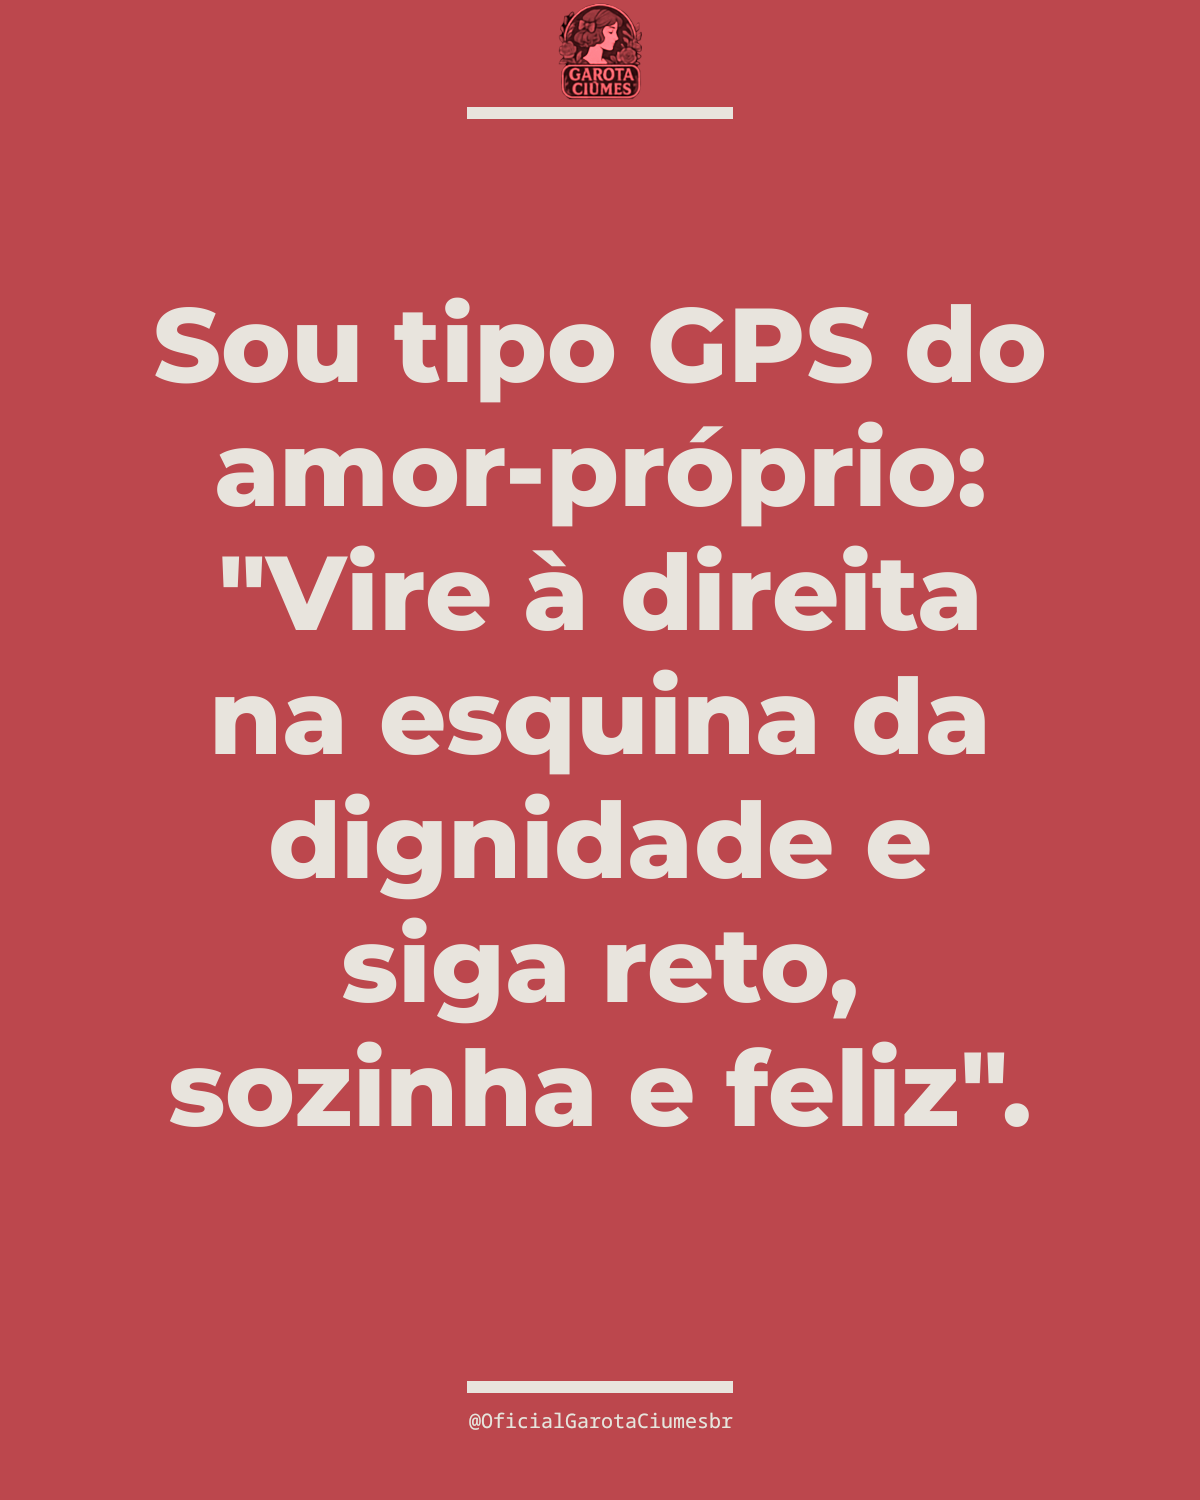 GAROTA
CIÚMES
Sou tipo GPS do
amor-próprio:
"Vire à direita
na esquina da
dignidade e
siga reto,
sozinha e feliz".
@OficialGarotaCiumesbr